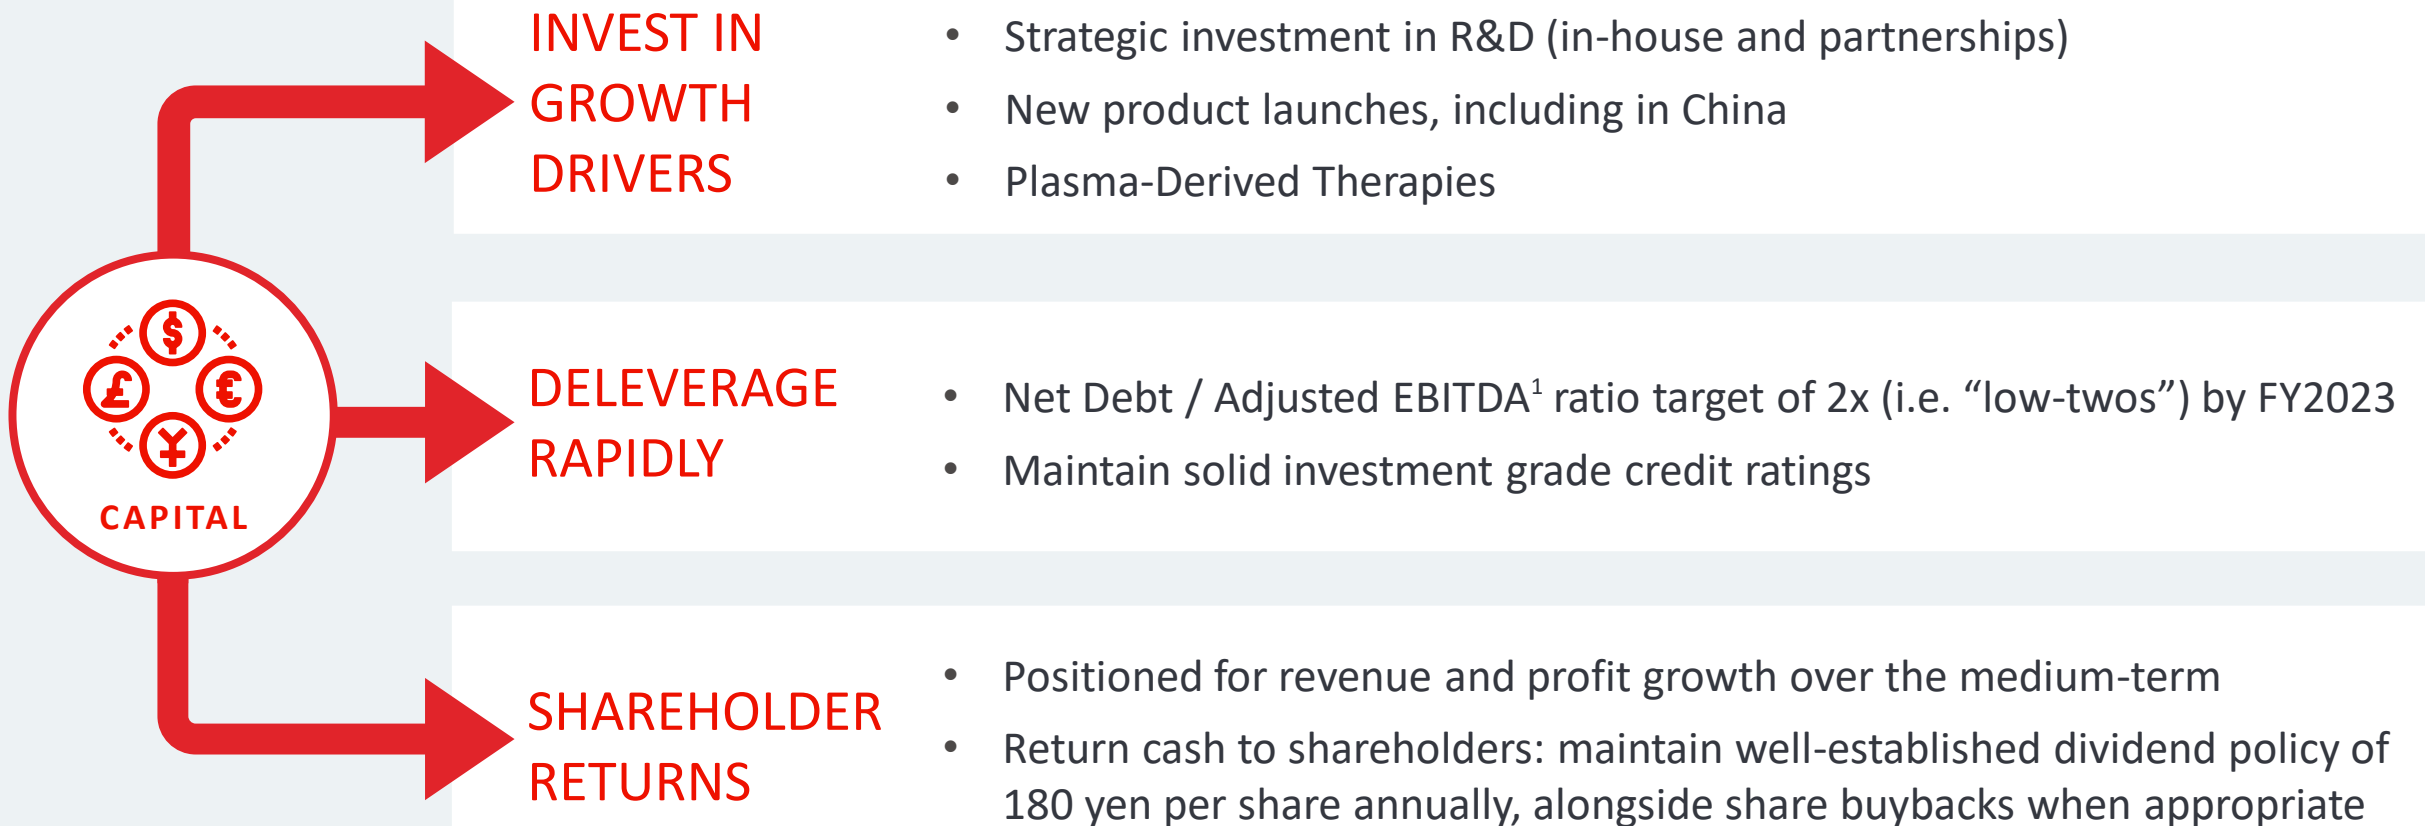 INVEST IN
GROWTH
DRIVERS
• Strategic investment in R&D (in-house and partnerships)
• New product launches, including in China
• Plasma-Derived Therapies
$
£ €
¥
CAPITAL
DELEVERAGE
RAPIDLY
• Net Debt / Adjusted EBITDA¹ ratio target of 2x (i.e. “low-twos”) by FY2023
• Maintain solid investment grade credit ratings
SHAREHOLDER
RETURNS
• Positioned for revenue and profit growth over the medium-term
• Return cash to shareholders: maintain well-established dividend policy of
180 yen per share annually, alongside share buybacks when appropriate